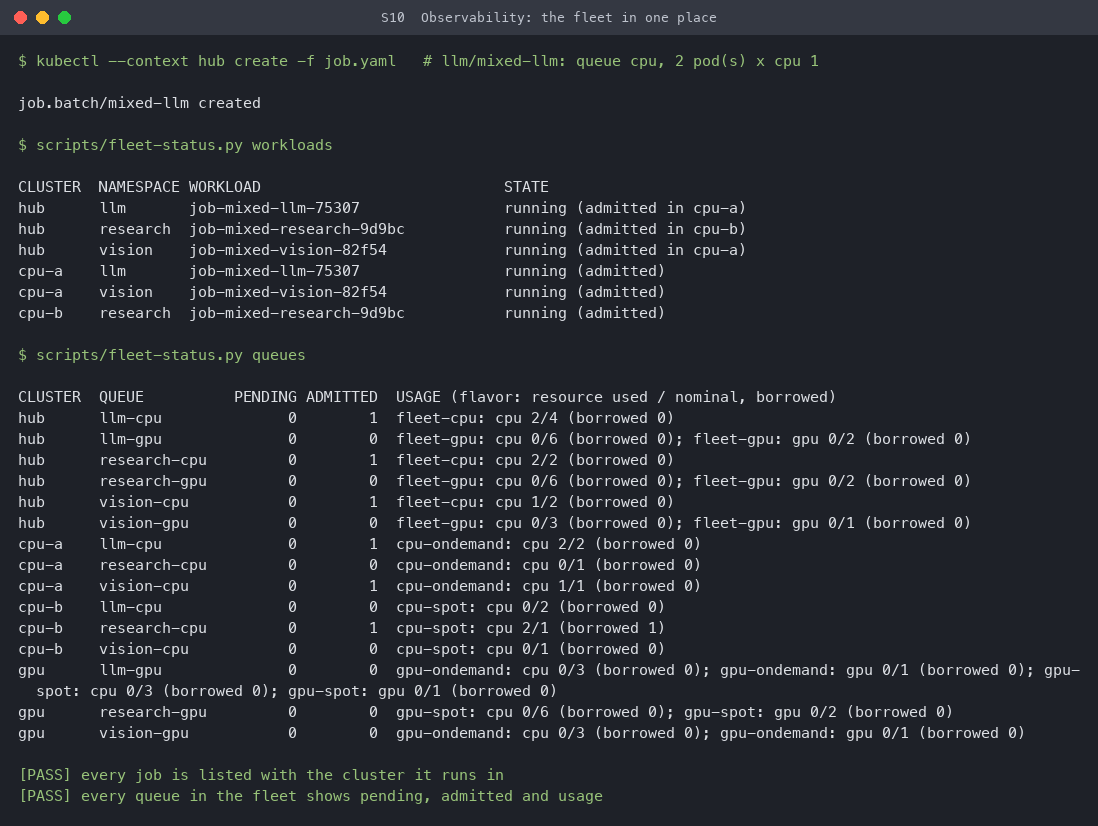 S10  Observability: the fleet in one place
$ kubectl --context hub create -f job.yaml   # llm/mixed-llm: queue cpu, 2 pod(s) x cpu 1
job.batch/mixed-llm created
$ scripts/fleet-status.py workloads
CLUSTER  NAMESPACE WORKLOAD                           STATE
hub      llm       job-mixed-llm-75307                running (admitted in cpu-a)
hub      research  job-mixed-research-9d9bc           running (admitted in cpu-b)
hub      vision    job-mixed-vision-82f54             running (admitted in cpu-a)
cpu-a    llm       job-mixed-llm-75307                running (admitted)
cpu-a    vision    job-mixed-vision-82f54             running (admitted)
cpu-b    research  job-mixed-research-9d9bc           running (admitted)
$ scripts/fleet-status.py queues
CLUSTER  QUEUE          PENDING ADMITTED  USAGE (flavor: resource used / nominal, borrowed)
hub      llm-cpu              0        1  fleet-cpu: cpu 2/4 (borrowed 0)
hub      llm-gpu              0        0  fleet-gpu: cpu 0/6 (borrowed 0); fleet-gpu: gpu 0/2 (borrowed 0)
hub      research-cpu         0        1  fleet-cpu: cpu 2/2 (borrowed 0)
hub      research-gpu         0        0  fleet-gpu: cpu 0/6 (borrowed 0); fleet-gpu: gpu 0/2 (borrowed 0)
hub      vision-cpu           0        1  fleet-cpu: cpu 1/2 (borrowed 0)
hub      vision-gpu           0        0  fleet-gpu: cpu 0/3 (borrowed 0); fleet-gpu: gpu 0/1 (borrowed 0)
cpu-a    llm-cpu              0        1  cpu-ondemand: cpu 2/2 (borrowed 0)
cpu-a    research-cpu         0        0  cpu-ondemand: cpu 0/1 (borrowed 0)
cpu-a    vision-cpu           0        1  cpu-ondemand: cpu 1/1 (borrowed 0)
cpu-b    llm-cpu              0        0  cpu-spot: cpu 0/2 (borrowed 0)
cpu-b    research-cpu         0        1  cpu-spot: cpu 2/1 (borrowed 1)
cpu-b    vision-cpu           0        0  cpu-spot: cpu 0/1 (borrowed 0)
gpu      llm-gpu              0        0  gpu-ondemand: cpu 0/3 (borrowed 0); gpu-ondemand: gpu 0/1 (borrowed 0); gpu-
  spot: cpu 0/3 (borrowed 0); gpu-spot: gpu 0/1 (borrowed 0)
gpu      research-gpu         0        0  gpu-spot: cpu 0/6 (borrowed 0); gpu-spot: gpu 0/2 (borrowed 0)
gpu      vision-gpu           0        0  gpu-ondemand: cpu 0/3 (borrowed 0); gpu-ondemand: gpu 0/1 (borrowed 0)
[PASS] every job is listed with the cluster it runs in
[PASS] every queue in the fleet shows pending, admitted and usage